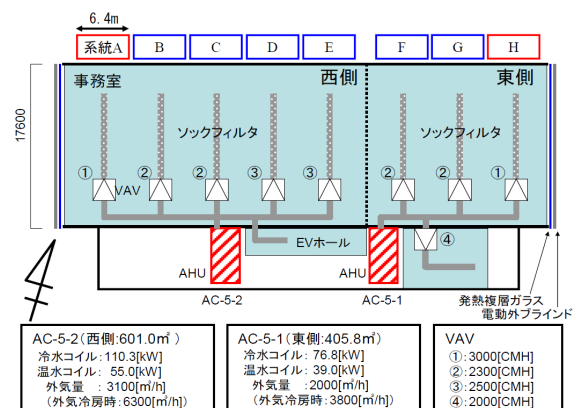 6.4m
系統A B C D E F G H
17600
事務室 西側 東側
ソックフィルタ ソックフィルタ
① ② ② ③ ③ ② ② ①
VAV
④
EVホール
AHU AHU
AC-5-2 AC-5-1
発熱複層ガラス
電動外ブラインド
AC-5-2(西側:601.0㎡)
冷水コイル:110.3[kW]
温水コイル: 55.0[kW]
外気量 :3100[㎥/h]
(外気冷房時:6300[㎥/h)
AC-5-1(東側:405.8㎡)
冷水コイル:76.8[kW]
温水コイル:39.0[kW]
外気量 :2000[㎥/h]
(外気冷房時:3800[㎥/h)
VAV
①:3000[CMH]
②:2300[CMH]
③:2500[CMH]
④:2000[CMH]